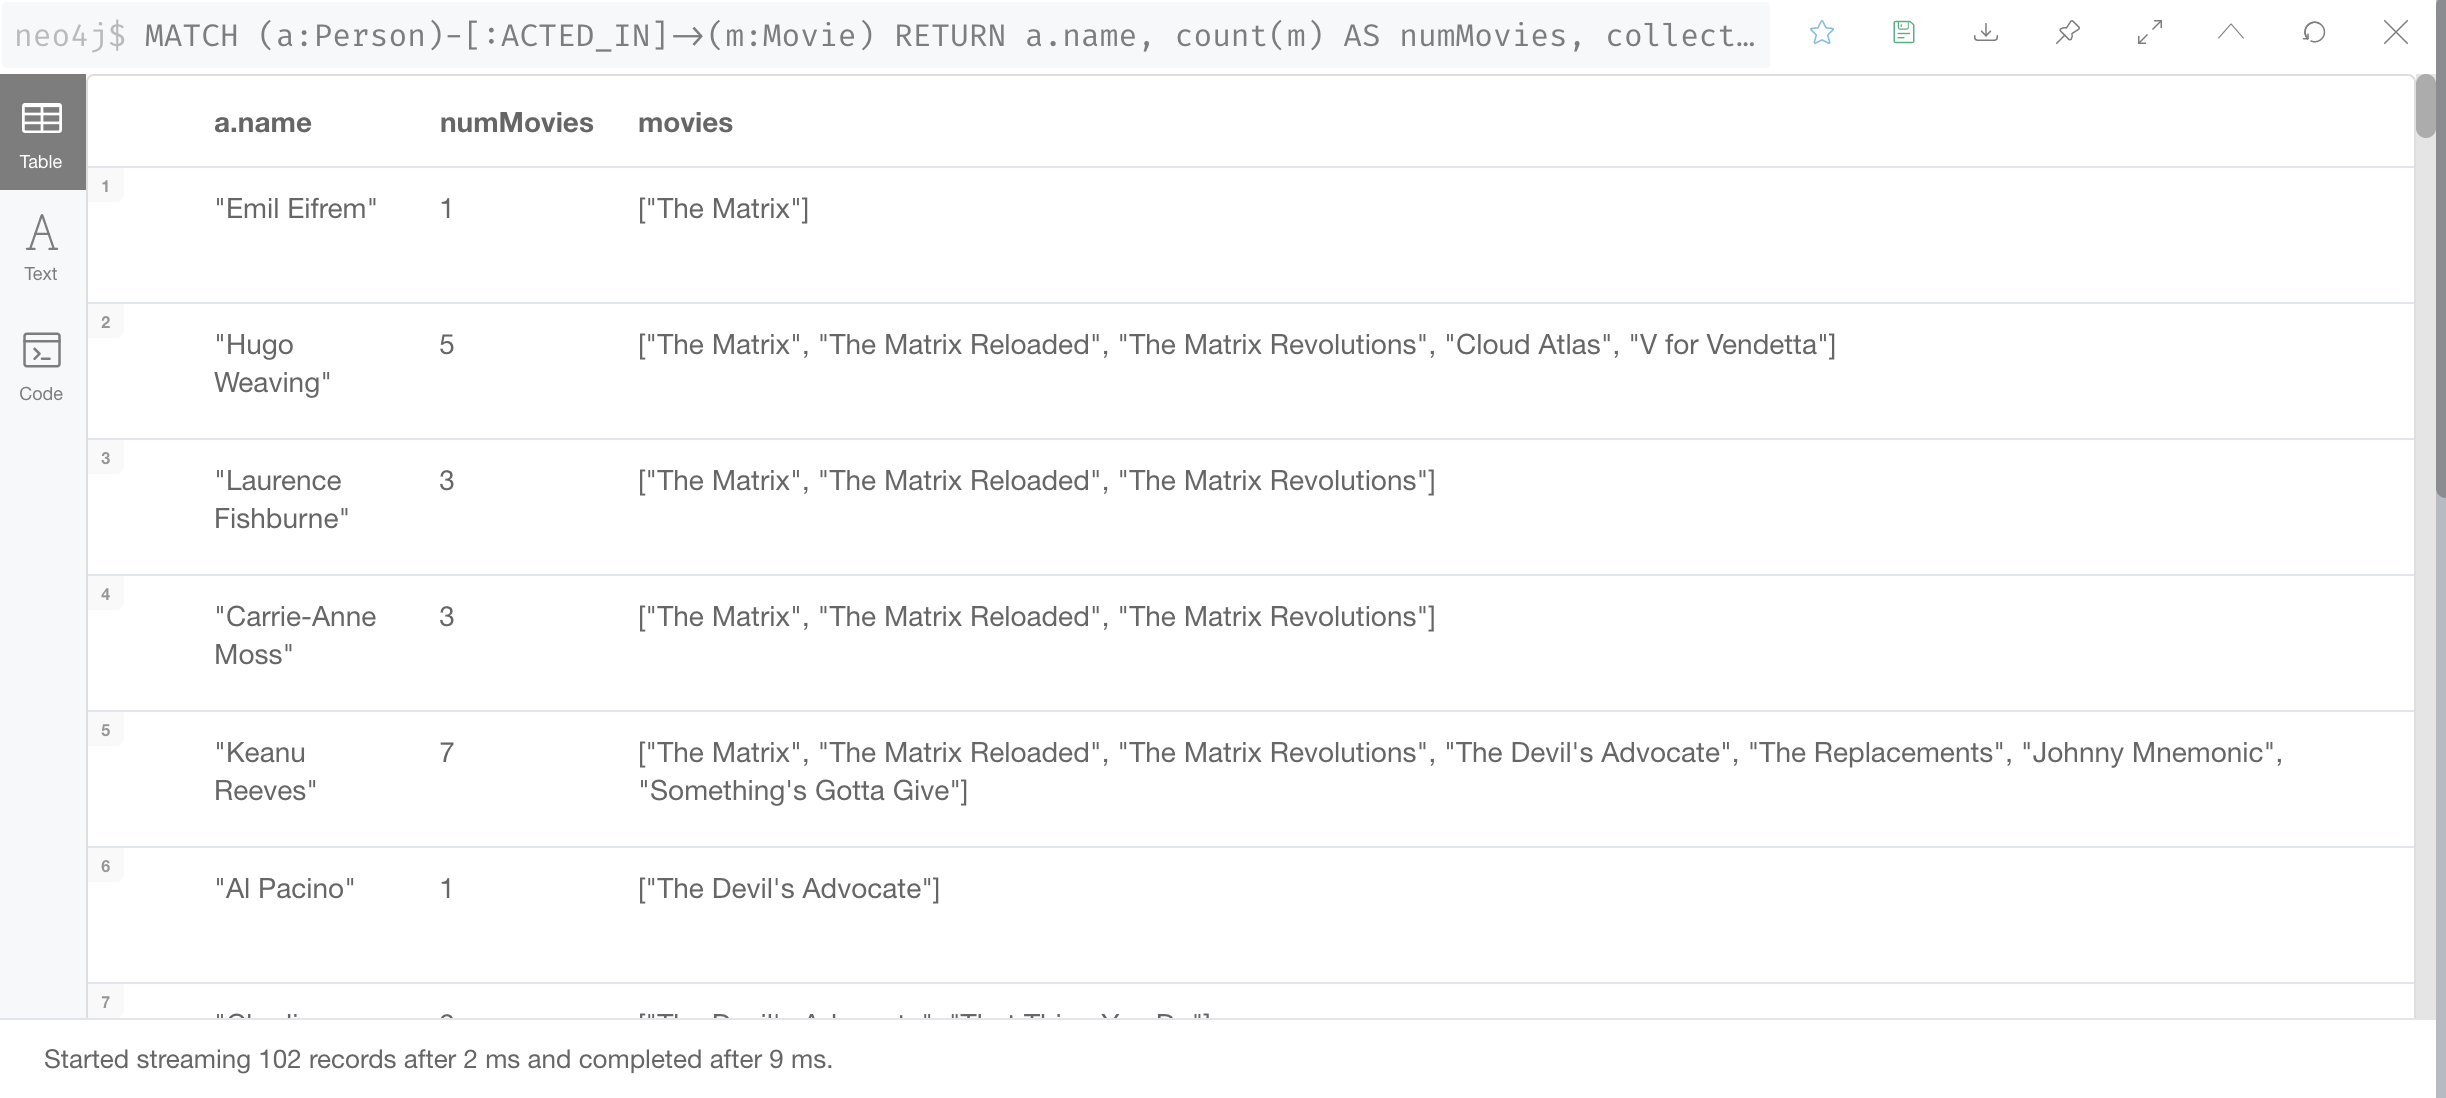 neo4j$ MATCH (a:Person)-[:ACTED_IN]→(m:Movie) RETURN a.name, count(m) AS numMovies, collect…
Table
Text
Code
a.name numMovies movies
1
"Emil Eifrem" 1 ["The Matrix"]
2
"Hugo 5 ["The Matrix", "The Matrix Reloaded", "The Matrix Revolutions", "Cloud Atlas", "V for Vendetta"]
Weaving"
3
"Laurence 3 ["The Matrix", "The Matrix Reloaded", "The Matrix Revolutions"]
Fishburne"
4
"Carrie-Anne 3 ["The Matrix", "The Matrix Reloaded", "The Matrix Revolutions"]
Moss"
5
"Keanu 7 ["The Matrix", "The Matrix Reloaded", "The Matrix Revolutions", "The Devil's Advocate", "The Replacements", "Johnny Mnemonic",
Reeves" "Something's Gotta Give"]
6
"Al Pacino" 1 ["The Devil's Advocate"]
7
Started streaming 102 records after 2 ms and completed after 9 ms.